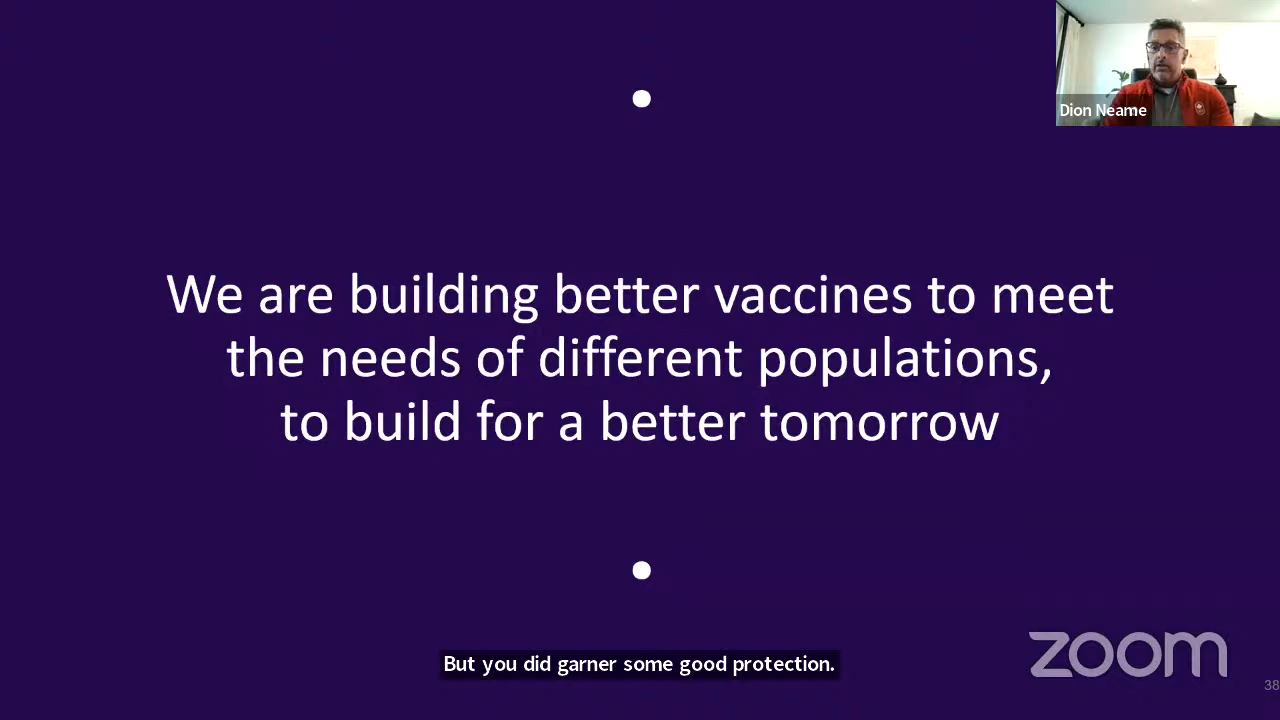 Dion Neame
We are building better vaccines to meet
the needs of different populations,
to build for a better tomorrow
But you did garner some good protection.
zoom
38